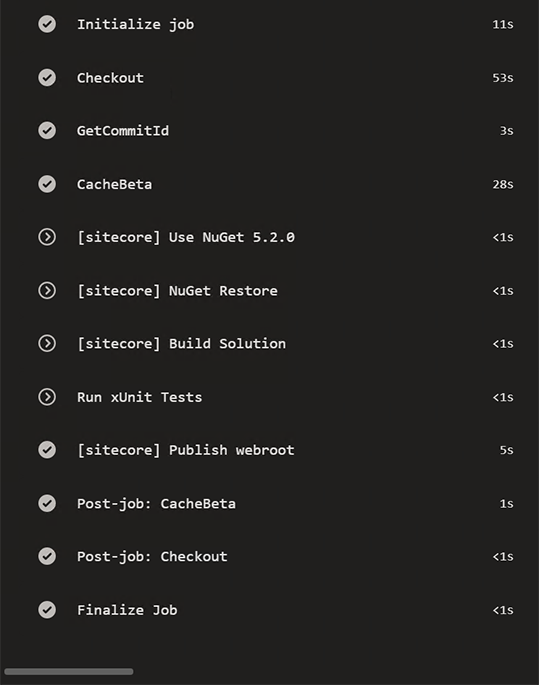 Initialize job 11s
Checkout 53s
GetCommitId 3s
CacheBeta 28s
[sitecore] Use NuGet 5.2.0 <1s
[sitecore] NuGet Restore <1s
[sitecore] Build Solution <1s
Run xUnit Tests <1s
[sitecore] Publish webroot 5s
Post-job: CacheBeta 1s
Post-job: Checkout <1s
Finalize Job <1s